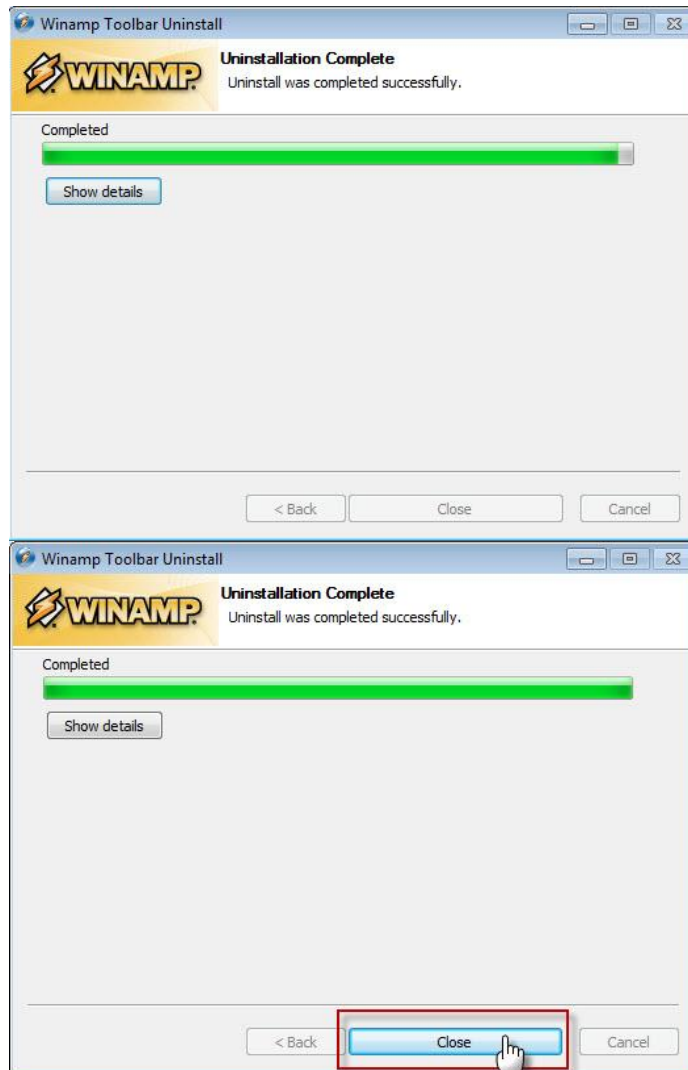 Winamp Toolbar Uninstall
WINAMP.
Uninstallation Complete
Uninstall was completed successfully.
Completed
Show details
< Back
Close
Cancel
Winamp Toolbar Uninstall
WINAMP.
Uninstallation Complete
Uninstall was completed successfully.
Completed
Show details
< Back
Close
Cancel